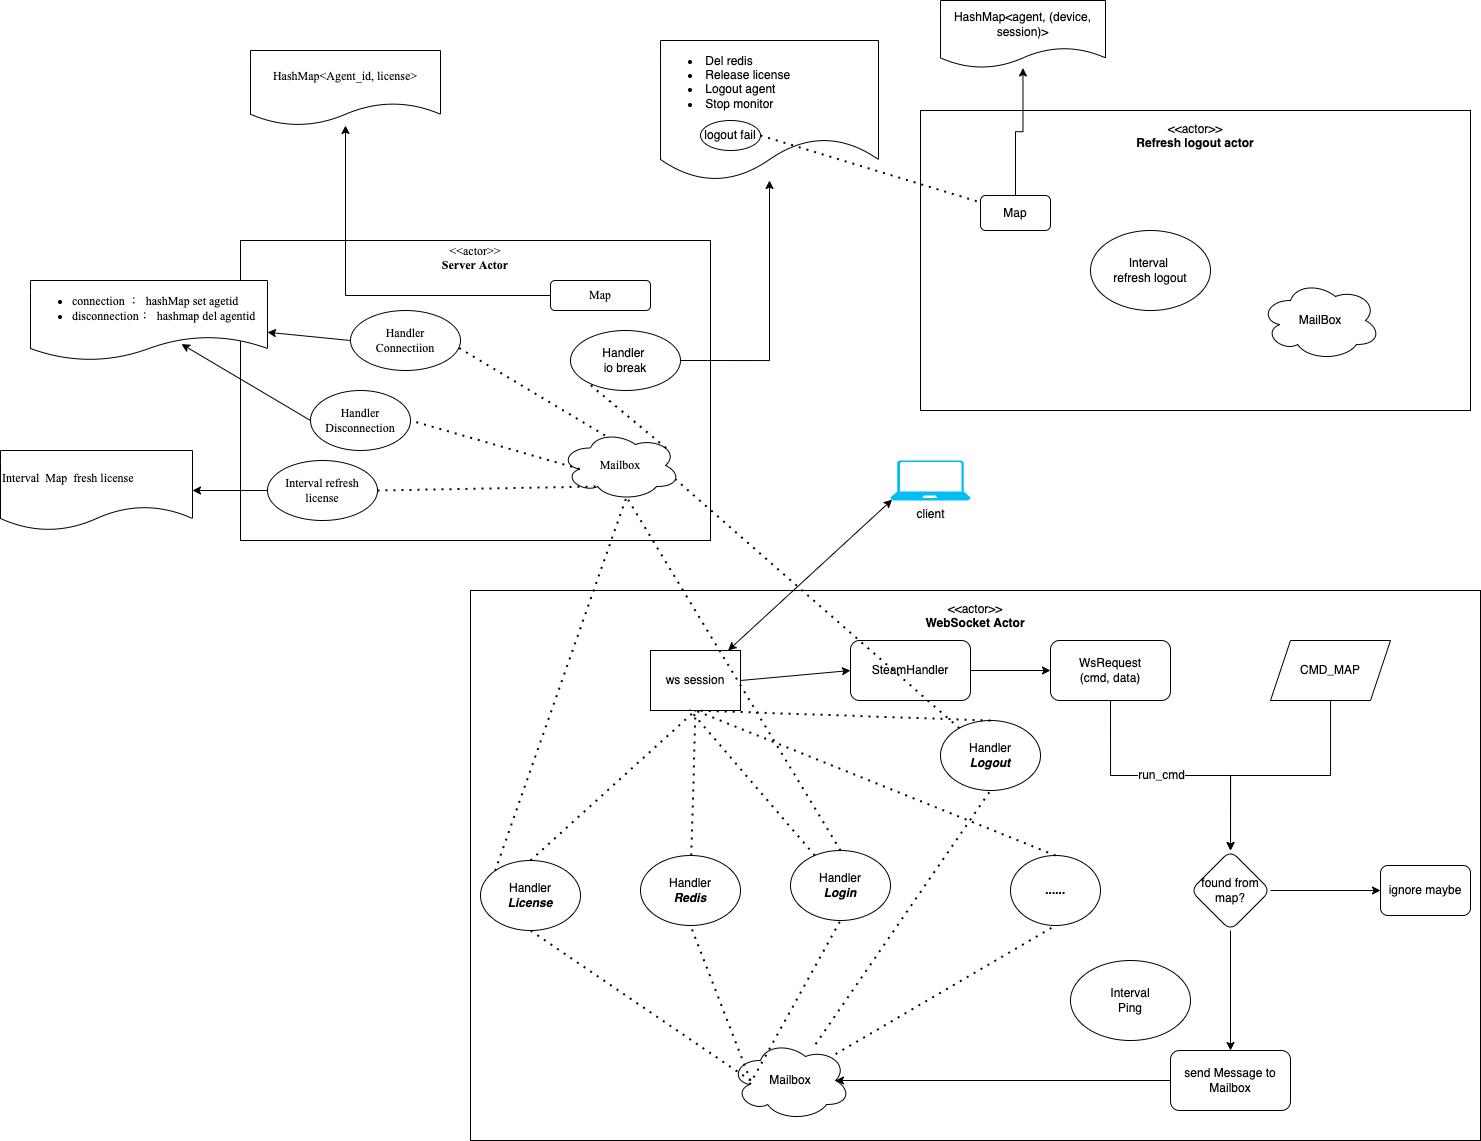 HashMap<agent, (device,
session)>
HashMap<Agent_id, license>
Del redis
Release license
Logout agent
Stop monitor
logout fail
<<actor>>
Refresh logout actor
Map
Interval
refresh logout
MailBox
<<actor>>
Server Actor
Map
connection ： hashMap set agetid
disconnection： hashmap del agentid
Handler
Connectiion
Handler
io break
Handler
Disconnection
Mailbox
Interval Map fresh license
Interval refresh
license
client
<<actor>>
WebSocket Actor
ws session
SteamHandler
WsRequest
(cmd, data)
CMD_MAP
Handler
Logout
run_cmd
Handler
License
Handler
Redis
Handler
Login
......
found from
map?
ignore maybe
Interval
Ping
Mailbox
send Message to
Mailbox